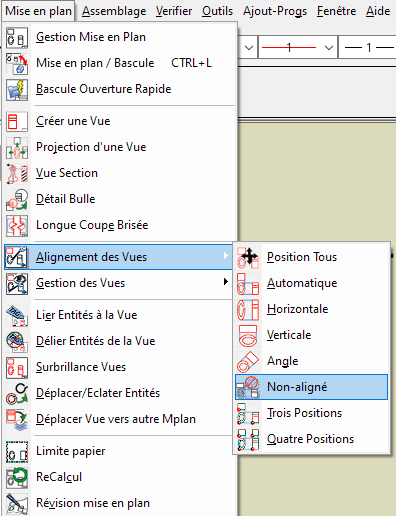 Mise en plan Assemblage Verifier Outils Ajout-Progs Fenêtre Aide
Gestion Mise en Plan
1 1
Mise en plan / Bascule CTRL+L
Bascule Ouverture Rapide
Créer une Vue
Projection d'une Vue
Vue Section
Détail Bulle
Longue Coupe Brisée
Alignement des Vues
Position Tous
Gestion des Vues
Automatique
Horizontale
Lier Entités à la Vue
Verticale
Délier Entités de la Vue
Angle
Surbrillance Vues
Non-aligné
Déplacer/Eclater Entités
Trois Positions
Déplacer Vue vers autre Mplan
Quatre Positions
Limite papier
ReCalcul
Révision mise en plan